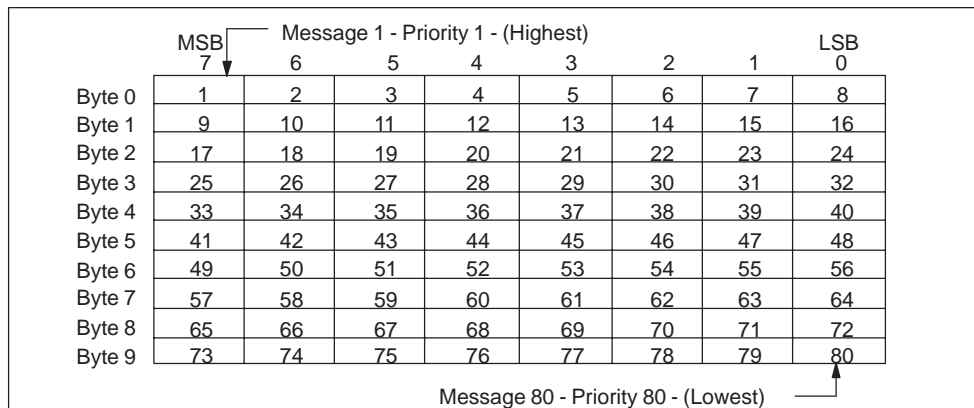 Message 1 - Priority 1 - (Highest)
MSB LSB
7 6 5 4 3 2 1 0
Byte 0 1 2 3 4 5 6 7 8
Byte 1 9 10 11 12 13 14 15 16
Byte 2 17 18 19 20 21 22 23 24
Byte 3 25 26 27 28 29 30 31 32
Byte 4 33 34 35 36 37 38 39 40
Byte 5 41 42 43 44 45 46 47 48
Byte 6 49 50 51 52 53 54 55 56
Byte 7 57 58 59 60 61 62 63 64
Byte 8 65 66 67 68 69 70 71 72
Byte 9 73 74 75 76 77 78 79 80
Message 80 - Priority 80 - (Lowest)